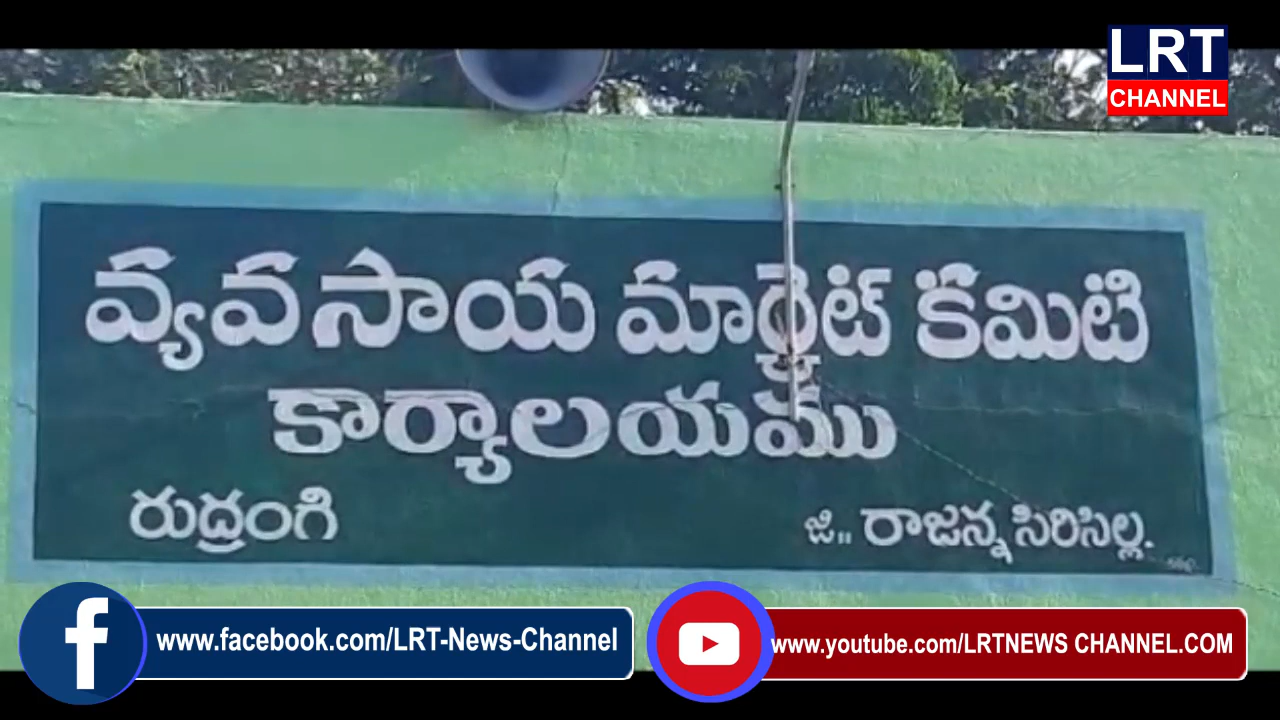 LRT
CHANNEL
వ్యవసాయ మార్కెట్ కమిటి
కార్యాలయము
రుద్రంగి
జి.. రాజన్న సిరిసిల్ల.
www.facebook.com/LRT-News-Channel
www.youtube.com/LRTNEWS CHANNEL.COM